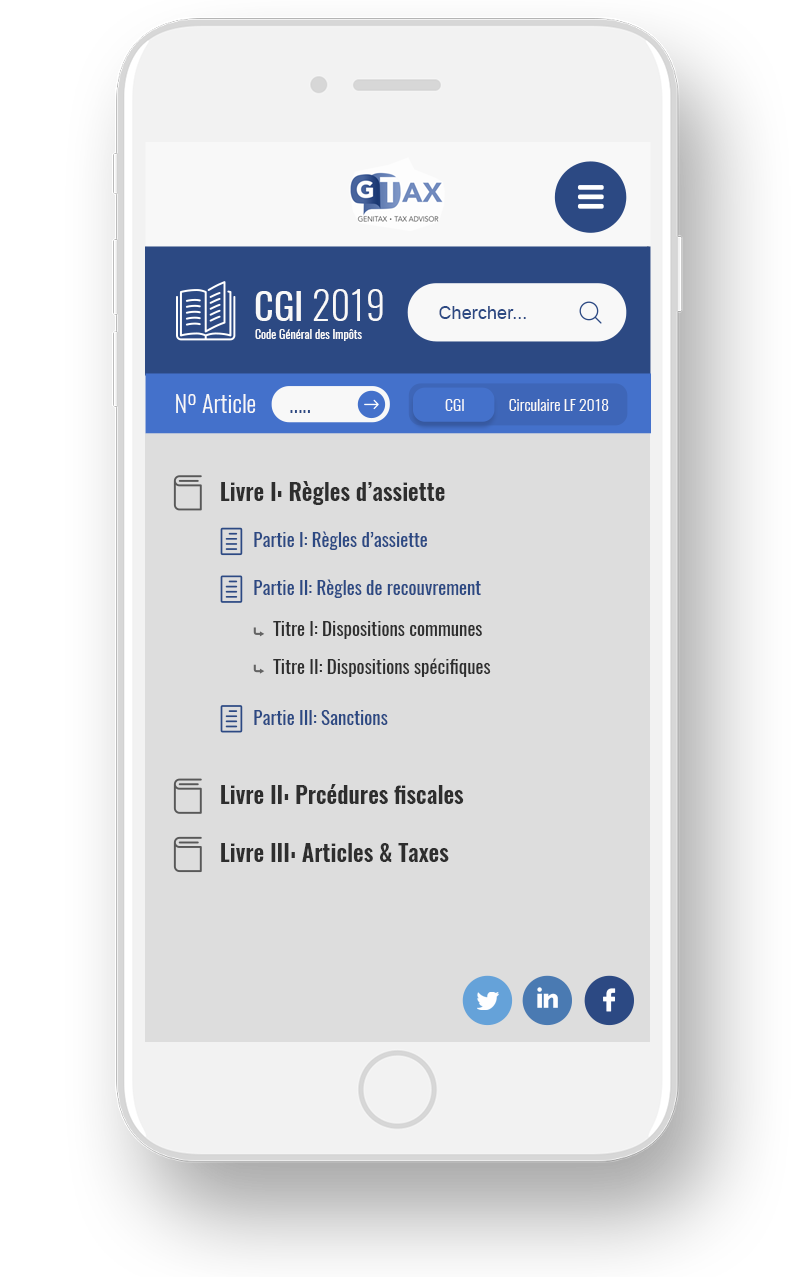 GTAX
GENITAX • TAX ADVISOR
CGI 2019
Code Général des Impôts
Chercher...
Nº Article
.....
CGI
Circulaire LF 2018
Livre I: Règles d’assiette
Partie I: Règles d’assiette
Partie II: Règles de recouvrement
Titre I: Dispositions communes
Titre II: Dispositions spécifiques
Partie III: Sanctions
Livre II: Prcédures fiscales
Livre III: Articles & Taxes
in
f